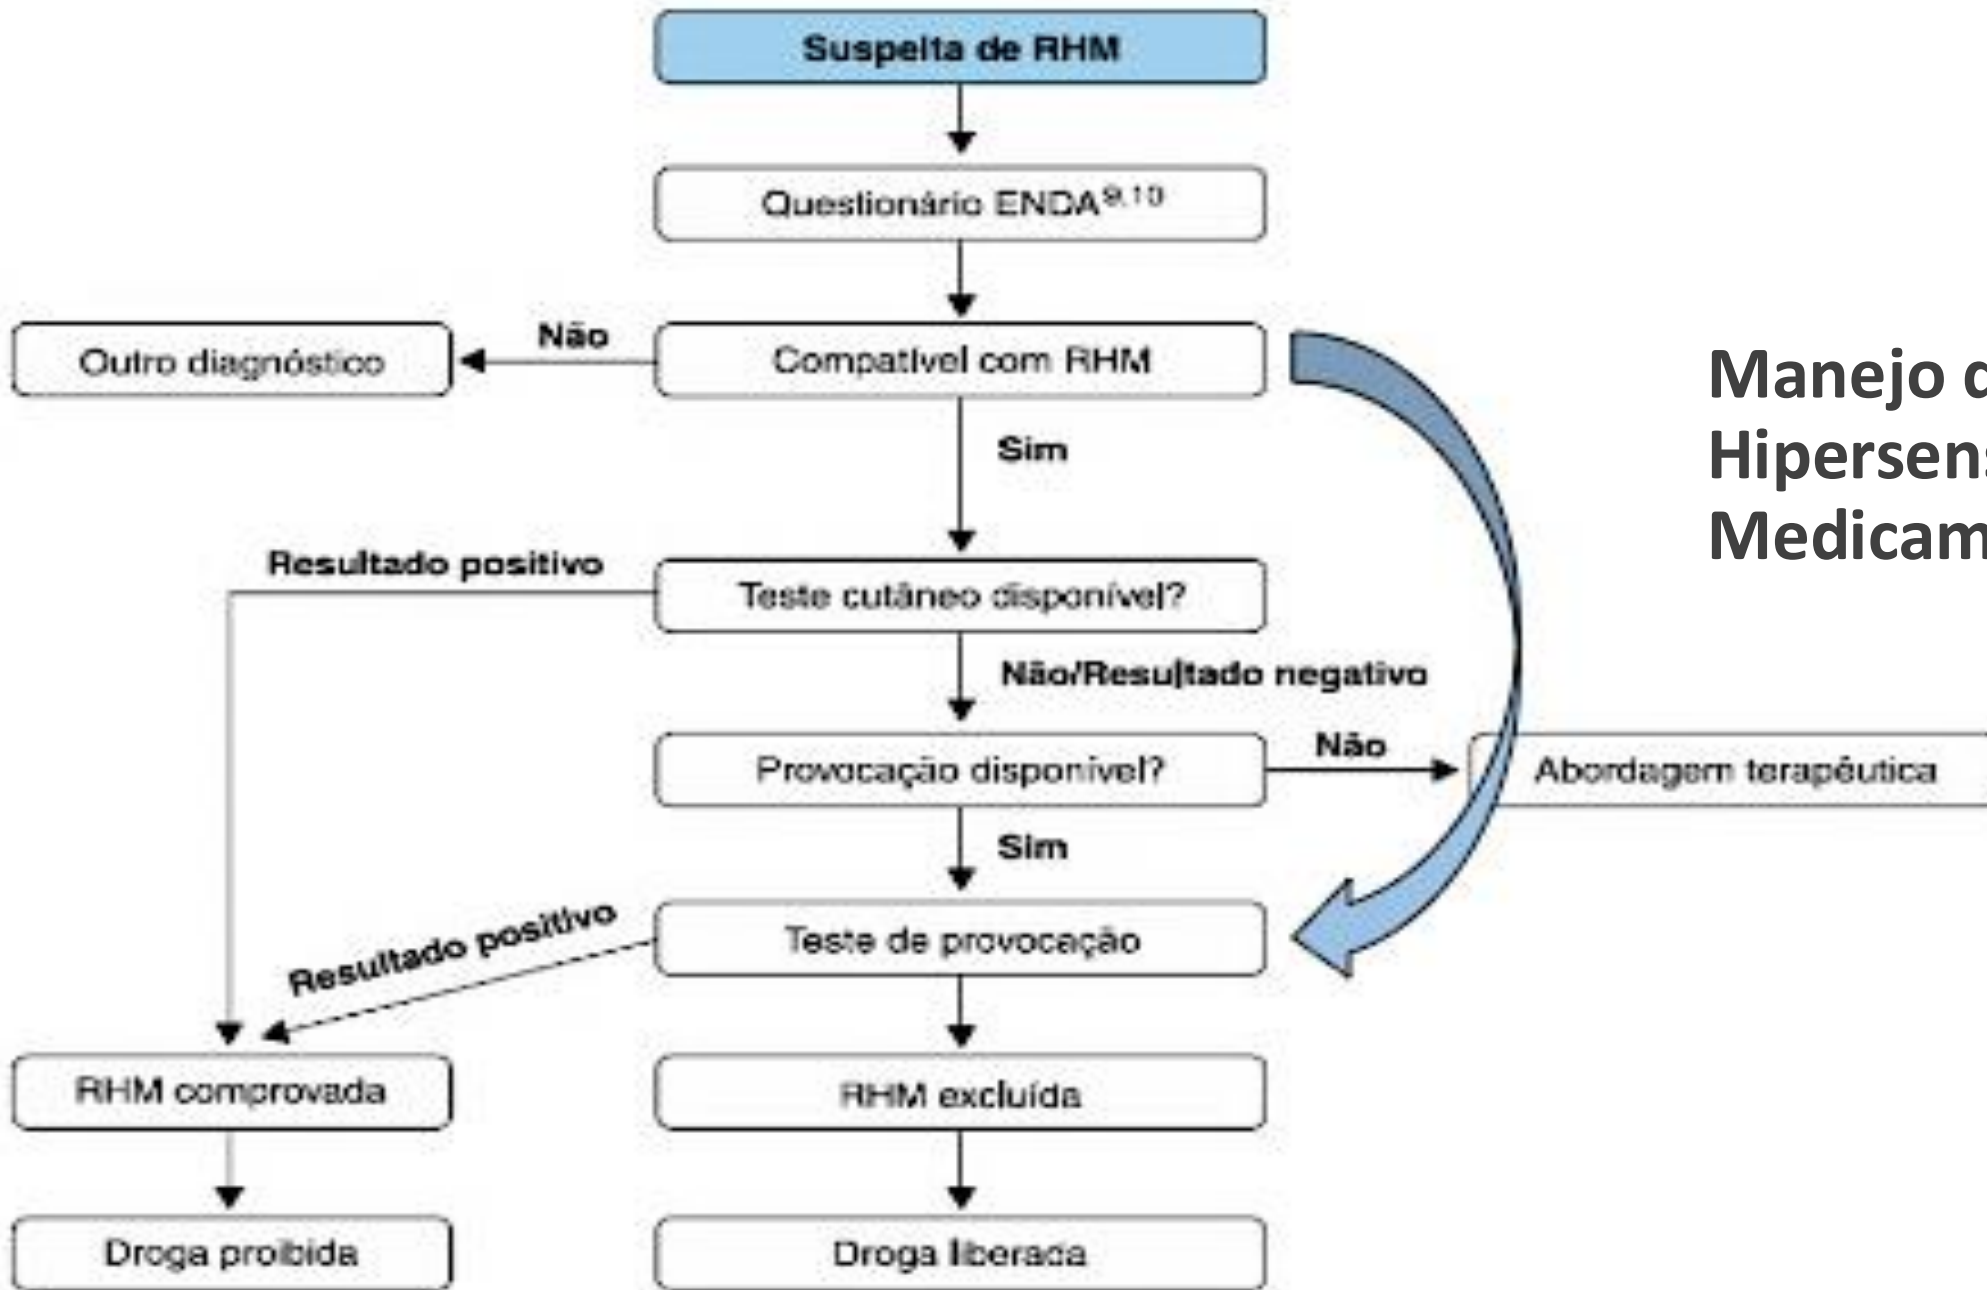 Suspeita de RHM
Questionário ENDA9,10
Não
Outro diagnóstico
Compatível com RHM
Sim
Manejo
Resultado positivo
Teste cutâneo disponível?
Não/Resultado negativo
Provocação disponível?
Não
Abordagem terapêutica
Sim
Resultado positivo
Teste de provocação
RHM comprovada
RHM excluída
Droga proibida
Droga liberada